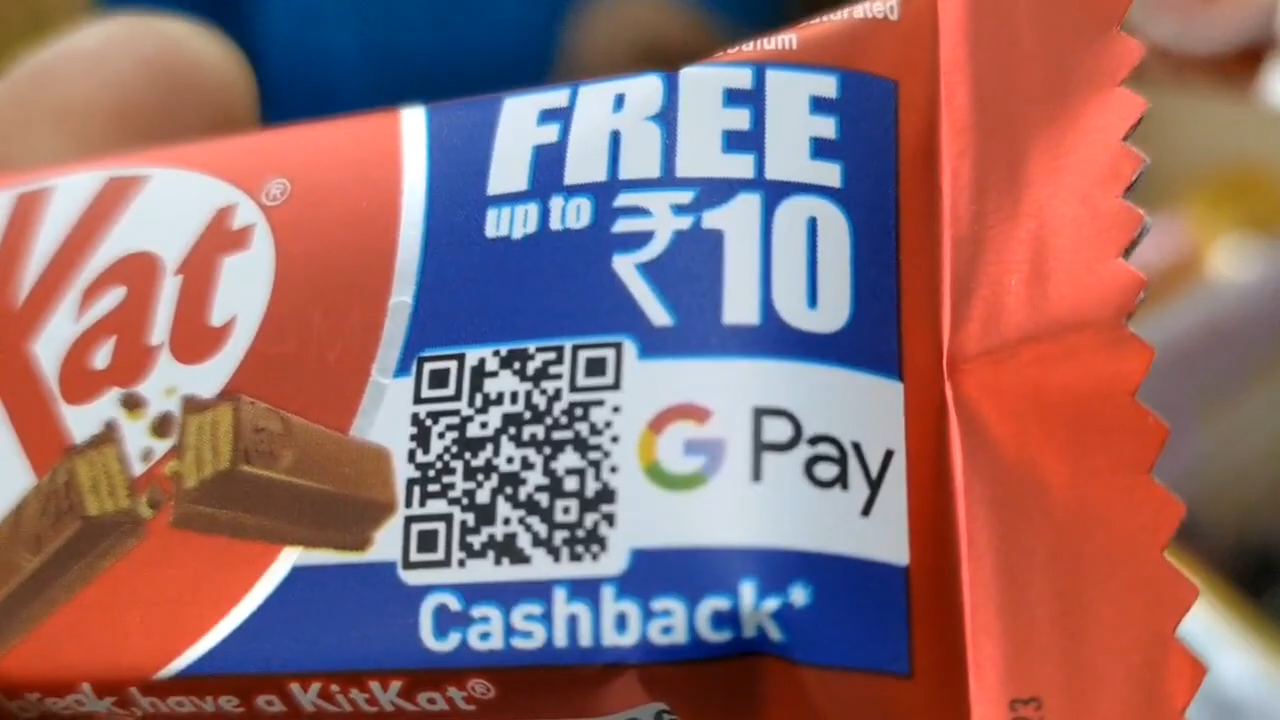 FREE
up to ₹10
Kat®
G Pay
Cashback*
break, have a KitKat®